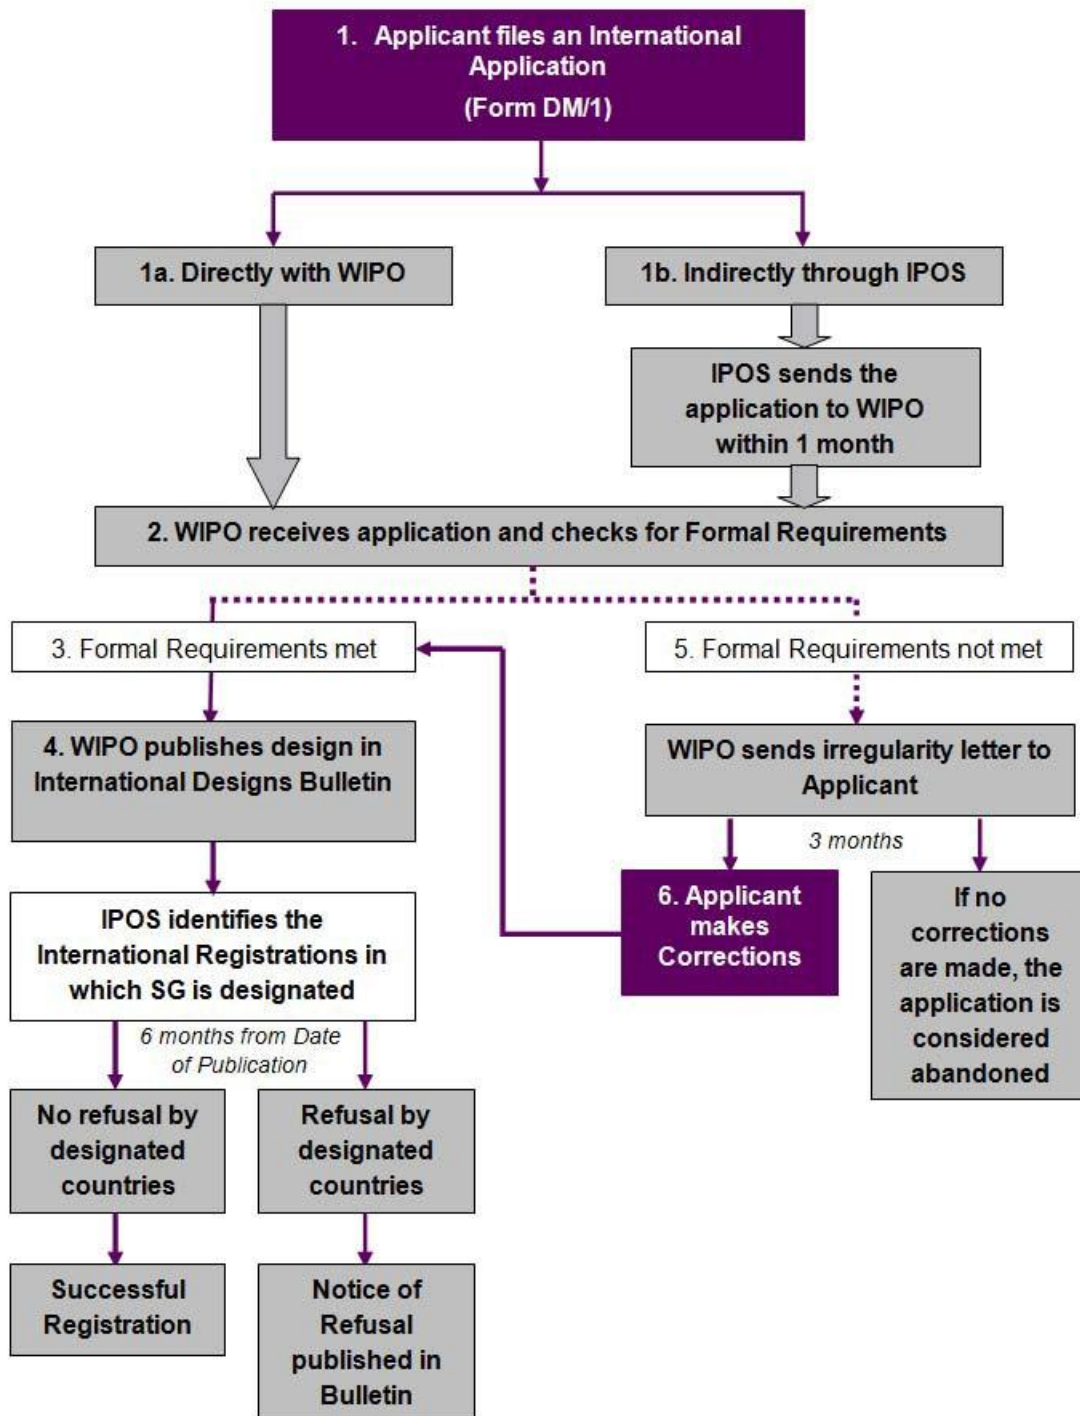 1. Applicant files an International
Application
(Form DM/1)
1a. Directly with WIPO
1b. Indirectly through IPOS
IPOS sends the
application to WIPO
within 1 month
2. WIPO receives application and checks for Formal Requirements
3. Formal Requirements met
5. Formal Requirements not met
4. WIPO publishes design in
International Designs Bulletin
WIPO sends irregularity letter to
Applicant
3 months
6. Applicant
makes
Corrections
If no
corrections
are made, the
application is
considered
abandoned
IPOS identifies the
International Registrations in
which SG is designated
6 months from Date
of Publication
No refusal by
designated
countries
Refusal by
designated
countries
Successful
Registration
Notice of
Refusal
published in
Bulletin